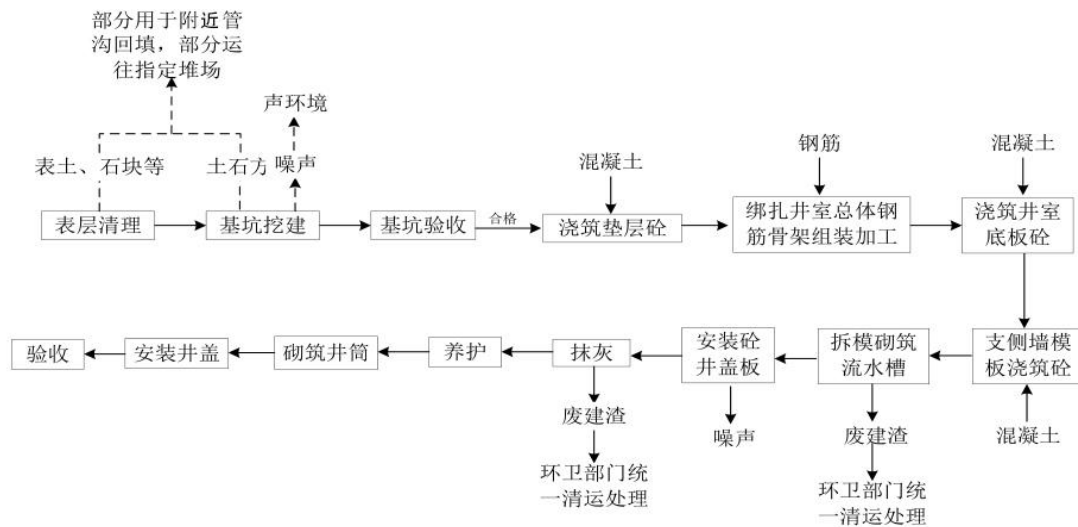 部分用于附近管
沟回填，部分运
往指定堆场
声环境
表土、石块等
土石方
噪声
混凝土
钢筋
混凝土
表层清理
基坑挖建
基坑验收
合格
浇筑垫层砼
绑扎井室总体钢
筋骨架组装加工
浇筑井室
底板砼
验收
安装井盖
砌筑井筒
养护
抹灰
安装砼
井盖板
拆模砌筑
流水槽
支侧墙模
板浇筑砼
废建渣
噪声
废建渣
混凝土
环卫部门统
一清运处理
环卫部门统
一清运处理